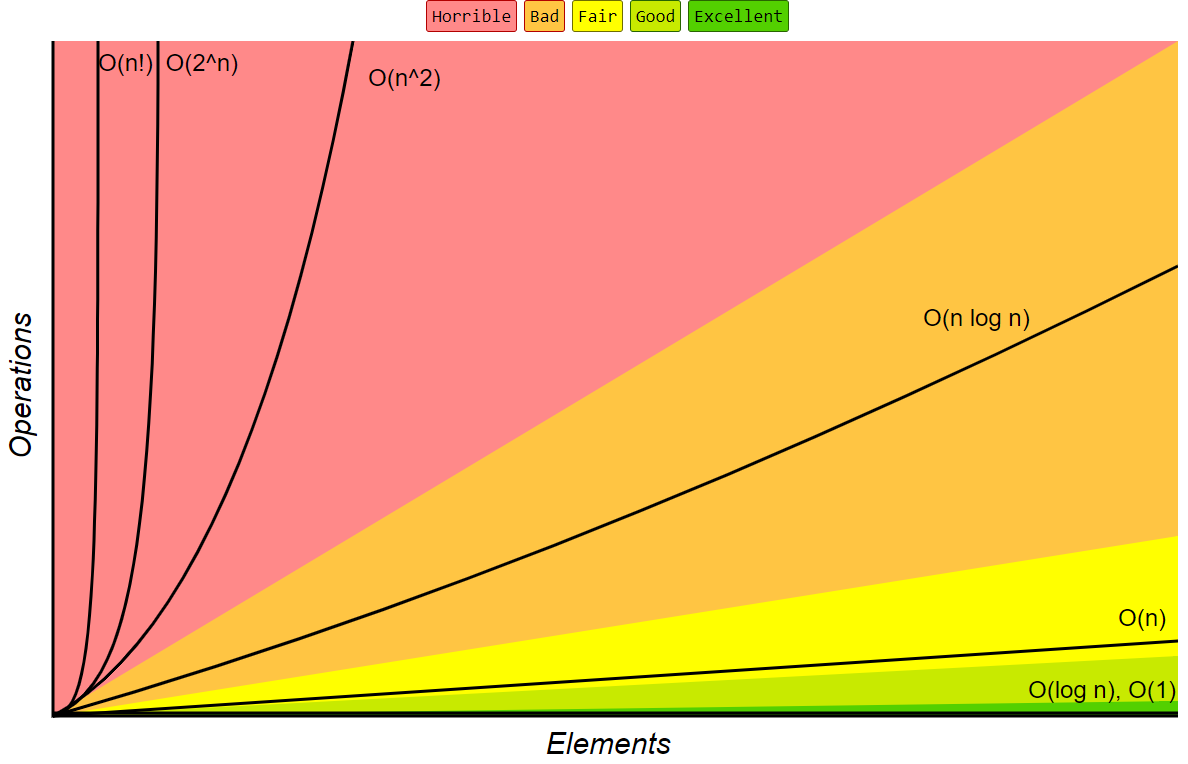 Horrible Bad Fair Good Excellent
O(n!) O(2^n)
O(n^2)
O(n log n)
Operations
O(n)
O(log n), O(1)
Elements